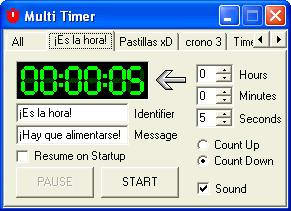 Multi Timer
All ¡Es la hora! Pastillas xD crono 3 Time
00:00:05 0 Hours
0 Minutes
¡Es la hora! Identifier 5 Seconds
¡Hay que alimentarse! Message
Resume on Startup Count Up
Count Down
PAUSE START Sound